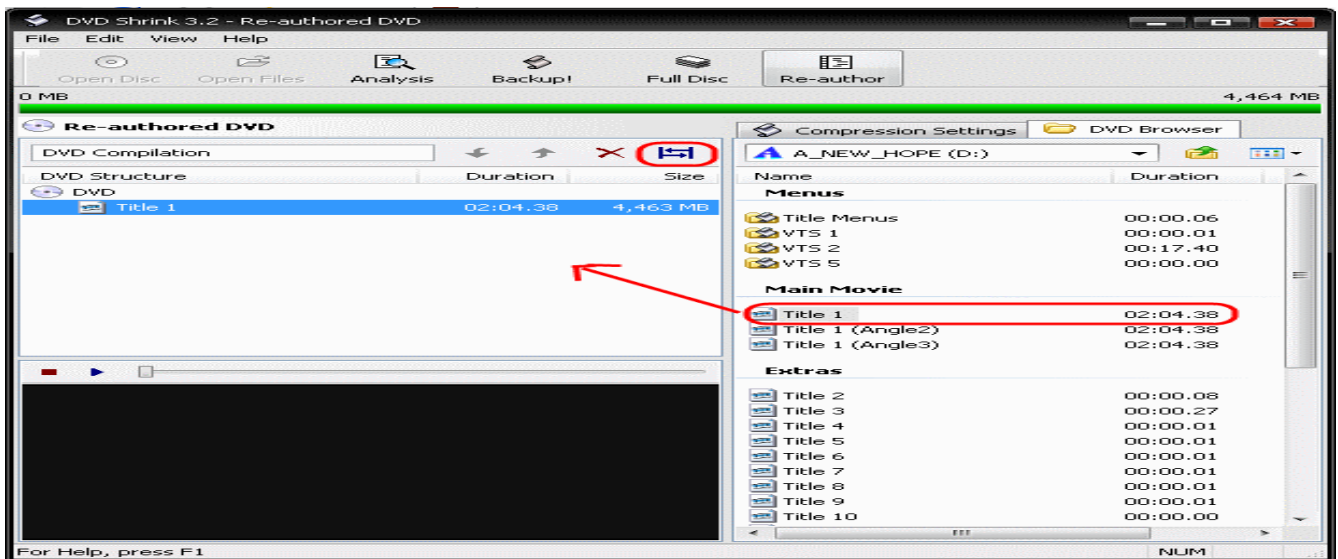 DVD Shrink 3.2 - Re-authored DVD
File Edit View Help
Open Disc Open Files Analysis Backup! Full Disc Re-author
0 MB 4,464 MB
Re-authored DVD
Compression Settings DVD Browser
DVD Compilation
A_NEW_HOPE (D:)
DVD Structure Duration Size
DVD
Title 1 02:04.38 4,463 MB
Name Duration
Menus
Title Menus 00:00.06
VTS 1 00:00.01
VTS 2 00:17.40
VTS 5 00:00.00
Main Movie
Title 1 02:04.38
Title 1 (Angle2) 02:04.38
Title 1 (Angle3) 02:04.38
Extras
Title 2 00:00.08
Title 3 00:00.27
Title 4 00:00.01
Title 5 00:00.01
Title 6 00:00.01
Title 7 00:00.01
Title 8 00:00.01
Title 9 00:00.01
Title 10 00:00.00
For Help, press F1 NUM